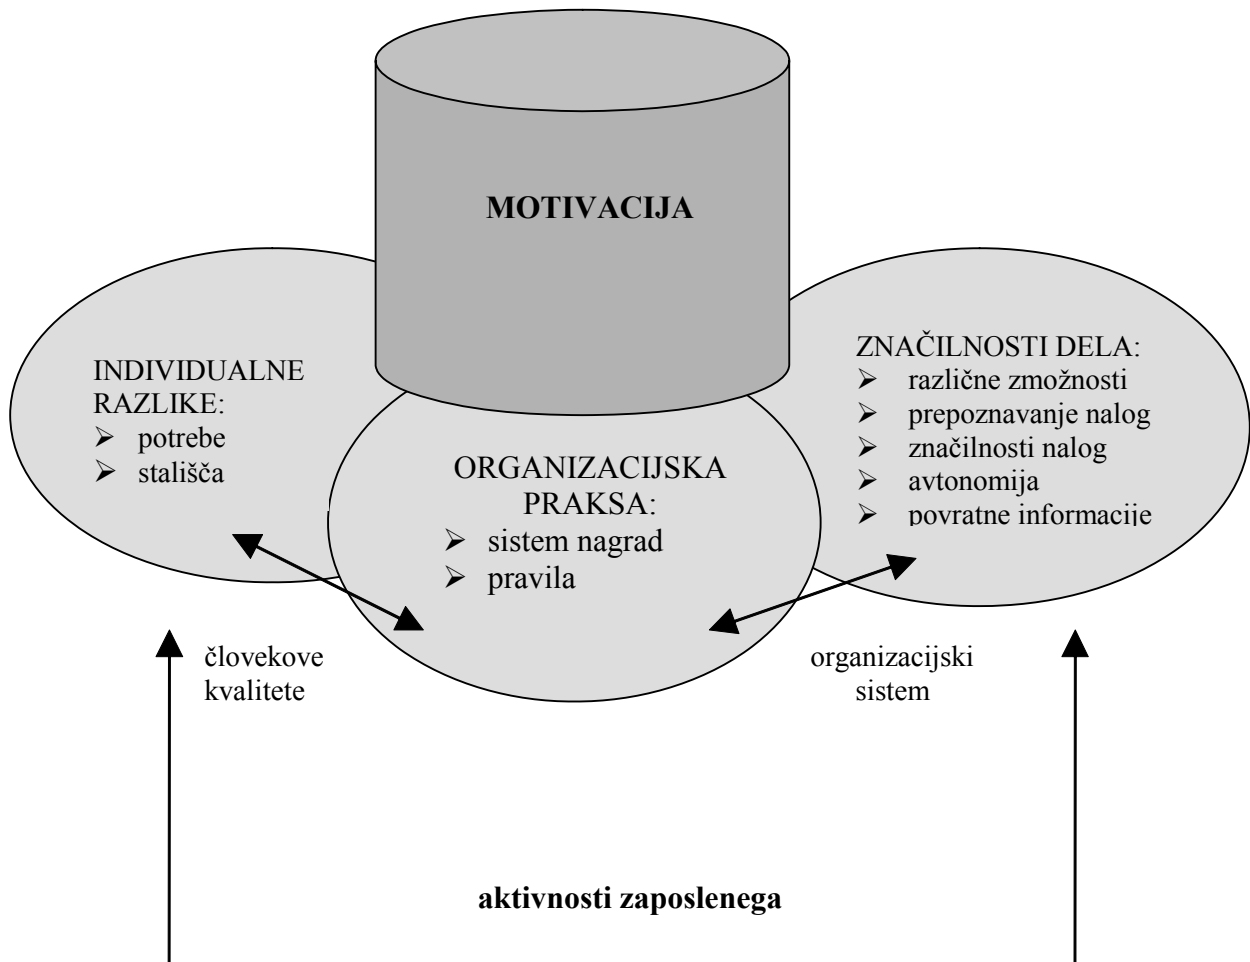 MOTIVACIJA
INDIVIDUALNE
RAZLIKE:
➢ potrebe
➢ stališča
ORGANIZACIJSKA
PRAKSA:
➢ sistem nagrad
➢ pravila
ZNAČILNOSTI DELA:
➢ različne zmožnosti
➢ prepoznavanje nalog
➢ značilnosti nalog
➢ avtonomija
➢ povratne informacije
človekove
kvalitete
organizacijski
sistem
aktivnosti zaposlenega